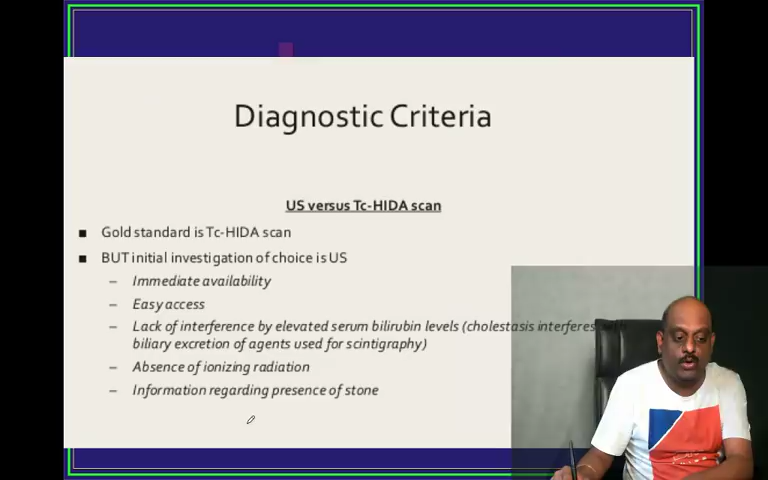 Diagnostic Criteria
US versus Tc-HIDA scan
■ Gold standard is Tc-HIDA scan
■ BUT initial investigation of choice is US
– Immediate availability
– Easy access
– Lack of interference by elevated serum bilirubin levels (cholestasis interferes with
biliary excretion of agents used for scintigraphy)
– Absence of ionizing radiation
– Information regarding presence of stone